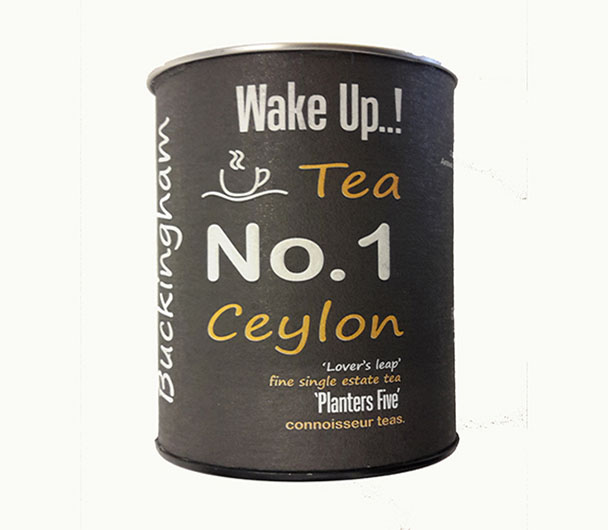 Buckingham
Wake Up..!
Tea
No.1
Ceylon
'Lover's leap'
fine single estate tea
'Planters Five'
connoisseur teas.